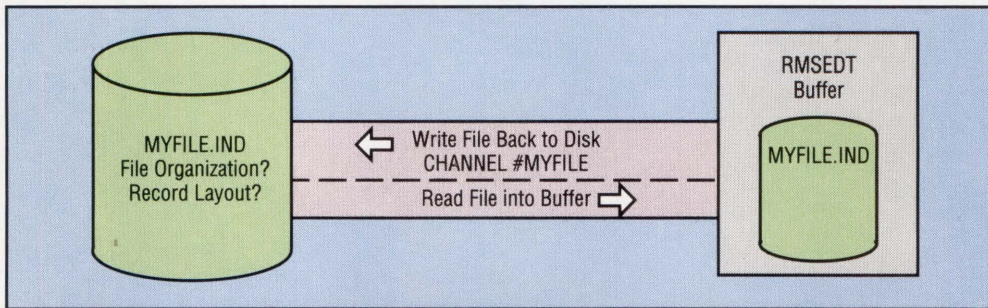 MYFILE.IND
File Organization?
Record Layout?
Write File Back to Disk
CHANNEL #MYFILE
Read File into Buffer
RMSEDT
Buffer
MYFILE.IND